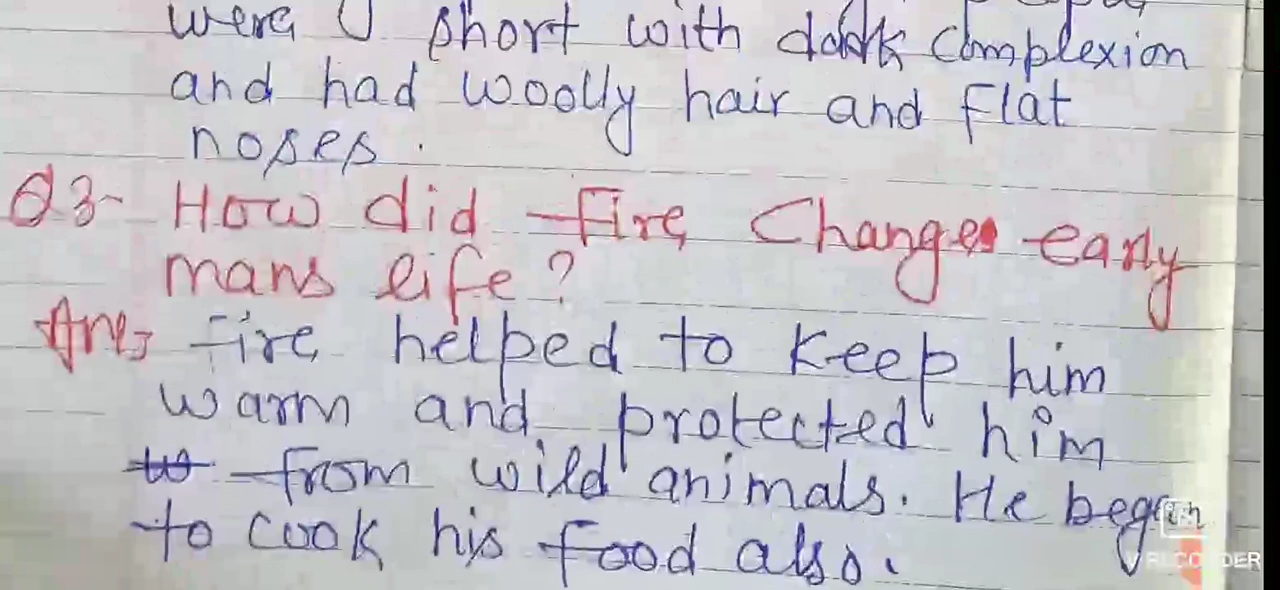 were short with dark complexion
and had woolly hair and flat
noses.
Q3- How did fire change early
mans life?
Ans fire helped to keep him
warm and protected him
from wild animals. He began
to cook his food also.
V RECORDER